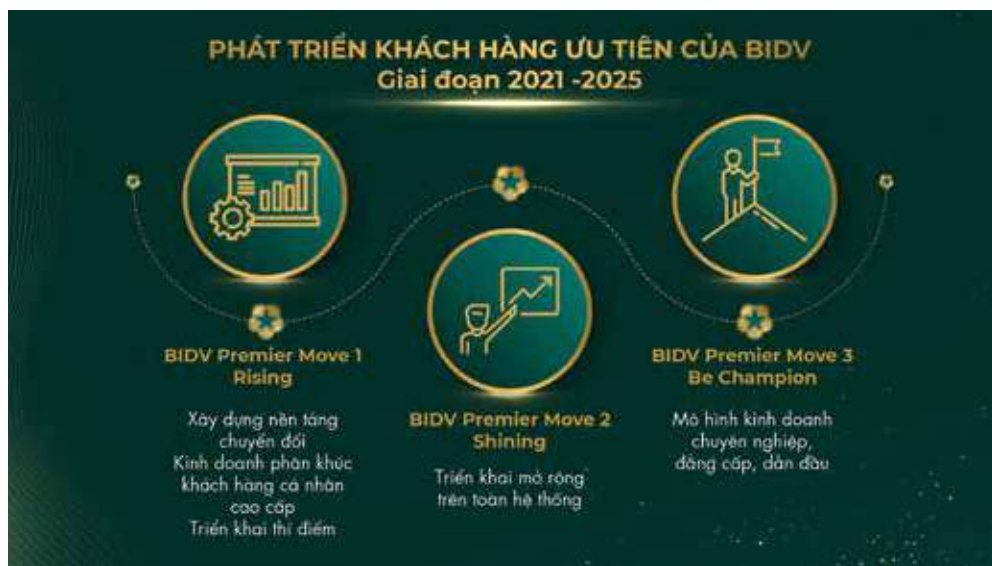 PHÁT TRIỂN KHÁCH HÀNG ƯU TIÊN CỦA BIDV
Giai đoạn 2021 -2025
BIDV Premier Move 1
Rising
Xây dựng nền tảng
chuyển đổi
Kinh doanh phân khúc
khách hàng cá nhân
cao cấp
Triển khai thí điểm
BIDV Premier Move 2
Shining
Triển khai mở rộng
trên toàn hệ thống
BIDV Premier Move 3
Be Champion
Mô hình kinh doanh
chuyên nghiệp,
đẳng cấp, dẫn đầu